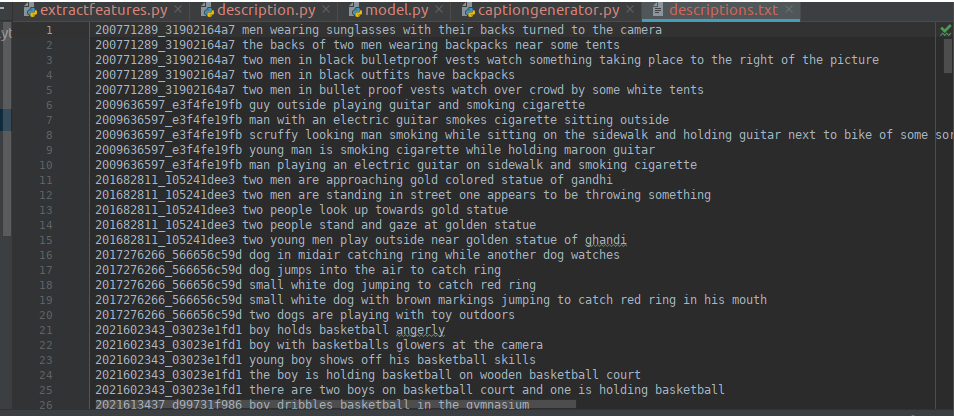 extractfeatures.py × description.py × model.py × captiongenerator.py × descriptions.txt ×
1 200771289_31902164a7 men wearing sunglasses with their backs turned to the camera
2 200771289_31902164a7 the backs of two men wearing backpacks near some tents
3 200771289_31902164a7 two men in black bulletproof vests watch something taking place to the right of the picture
4 200771289_31902164a7 two men in black outfits have backpacks
5 200771289_31902164a7 two men in bullet proof vests watch over crowd by some white tents
6 2009636597_e3f4fe19fb guy outside playing guitar and smoking cigarette
7 2009636597_e3f4fe19fb man with an electric guitar smokes cigarette sitting outside
8 2009636597_e3f4fe19fb scruffy looking man smoking while sitting on the sidewalk and holding guitar next to bike of some sor
9 2009636597_e3f4fe19fb young man is smoking cigarette while holding maroon guitar
10 2009636597_e3f4fe19fb man playing an electric guitar on sidewalk and smoking cigarette
11 201682811_105241dee3 two men are approaching gold colored statue of gandhi
12 201682811_105241dee3 two men are standing in street one appears to be throwing something
13 201682811_105241dee3 two people look up towards gold statue
14 201682811_105241dee3 two people stand and gaze at golden statue
15 201682811_105241dee3 two young men play outside near golden statue of ghandi
16 2017276266_566656c59d dog in midair catching ring while another dog watches
17 2017276266_566656c59d dog jumps into the air to catch ring
18 2017276266_566656c59d small white dog jumping to catch red ring
19 2017276266_566656c59d small white dog with brown markings jumping to catch red ring in his mouth
20 2017276266_566656c59d two dogs are playing with toy outdoors
21 2021602343_03023e1fd1 boy holds basketball angerly
22 2021602343_03023e1fd1 boy with basketballs glowers at the camera
23 2021602343_03023e1fd1 young boy shows off his basketball skills
24 2021602343_03023e1fd1 the boy is holding basketball on wooden basketball court
25 2021602343_03023e1fd1 there are two boys on basketball court and one is holding basketball
26 2021613437_d99731f986 boy dribbles basketball in the gymnasium